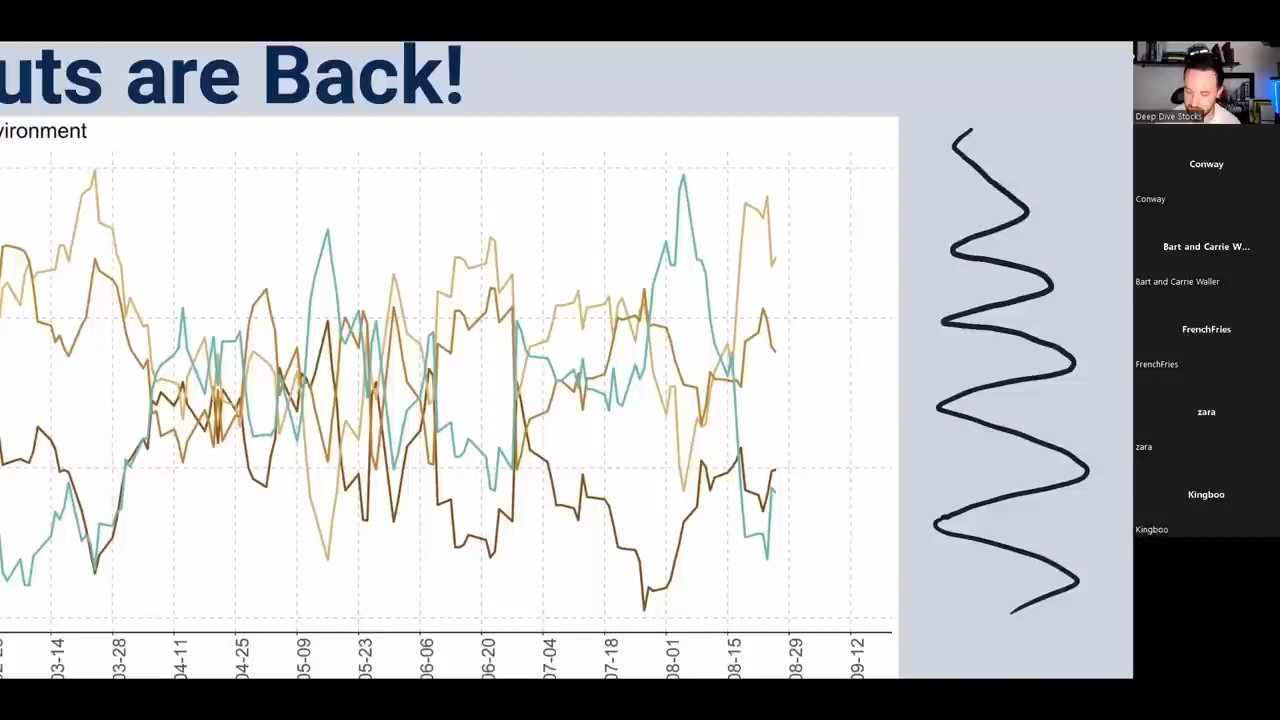 uts are Back!
vironment
03-14
03-28
04-11
04-25
05-09
05-23
06-06
06-20
07-04
07-18
08-01
08-15
08-29
09-12
Deep Dive Stocks
Conway
Conway
Bart and Carrie W...
Bart and Carrie Waller
FrenchFries
FrenchFries
zara
zara
Kingboo
Kingboo